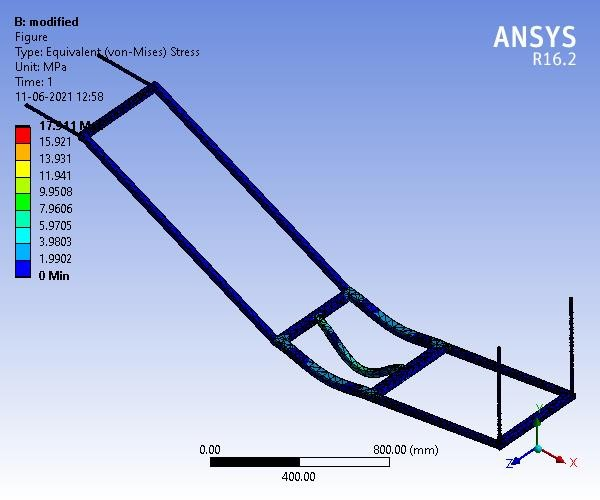 B: modified
Figure
Type: Equivalent (von-Mises) Stress
Unit: MPa
Time: 1
11-06-2021 12:58
ANSYS
R16.2
15.921
13.931
11.941
9.9508
7.9606
5.9705
3.9803
1.9902
0 Min
0.00 800.00 (mm)
400.00
Y
Z X